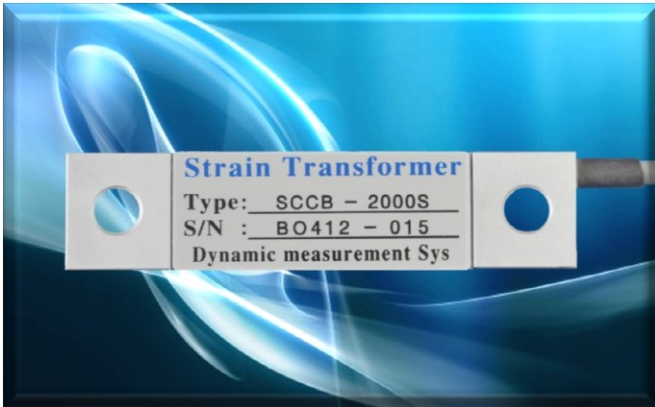 Strain Transformer
Type: SCCB - 2000S
S/N : BO412 - 015
Dynamic measurement Sys